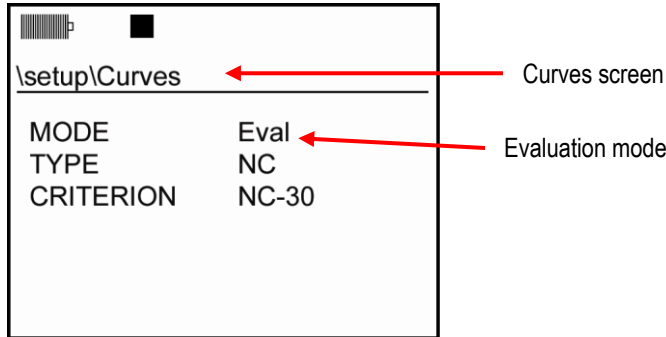 \setup\Curves
Curves screen
MODE Eval
Evaluation mode
TYPE NC
CRITERION NC-30